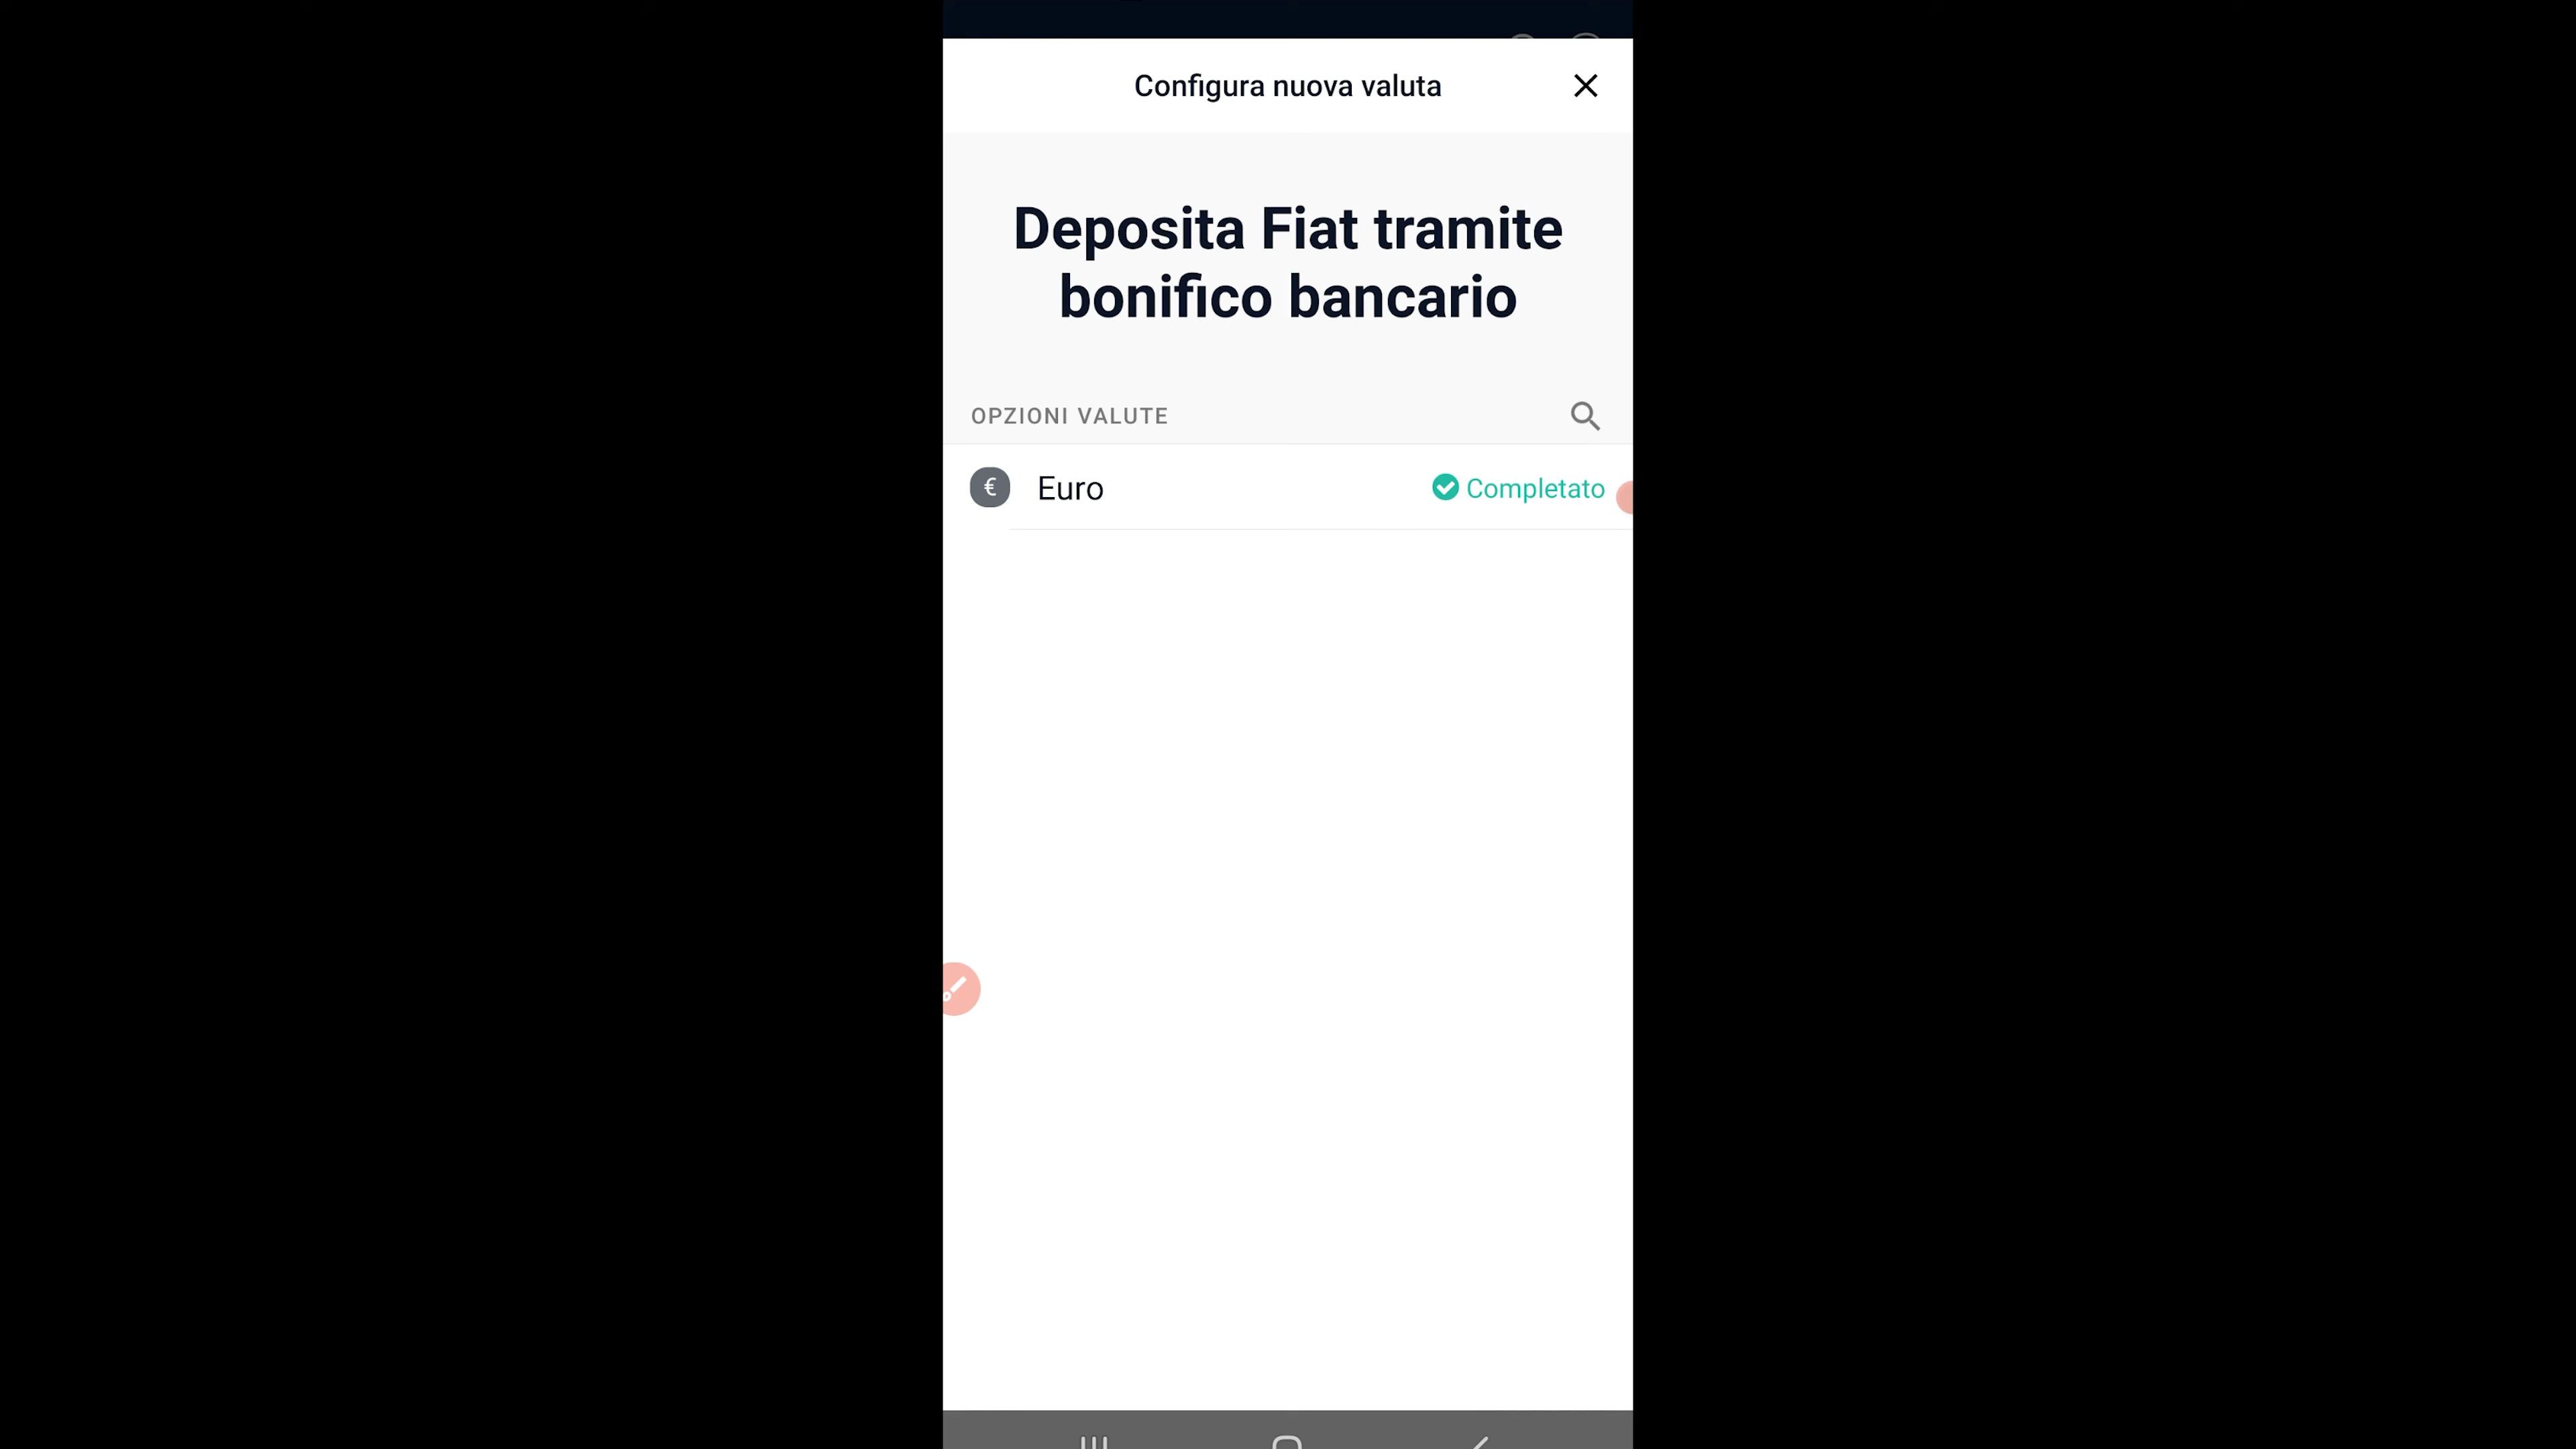 Configura nuova valuta
Deposita Fiat tramite
bonifico bancario
OPZIONI VALUTE
€ Euro Completato